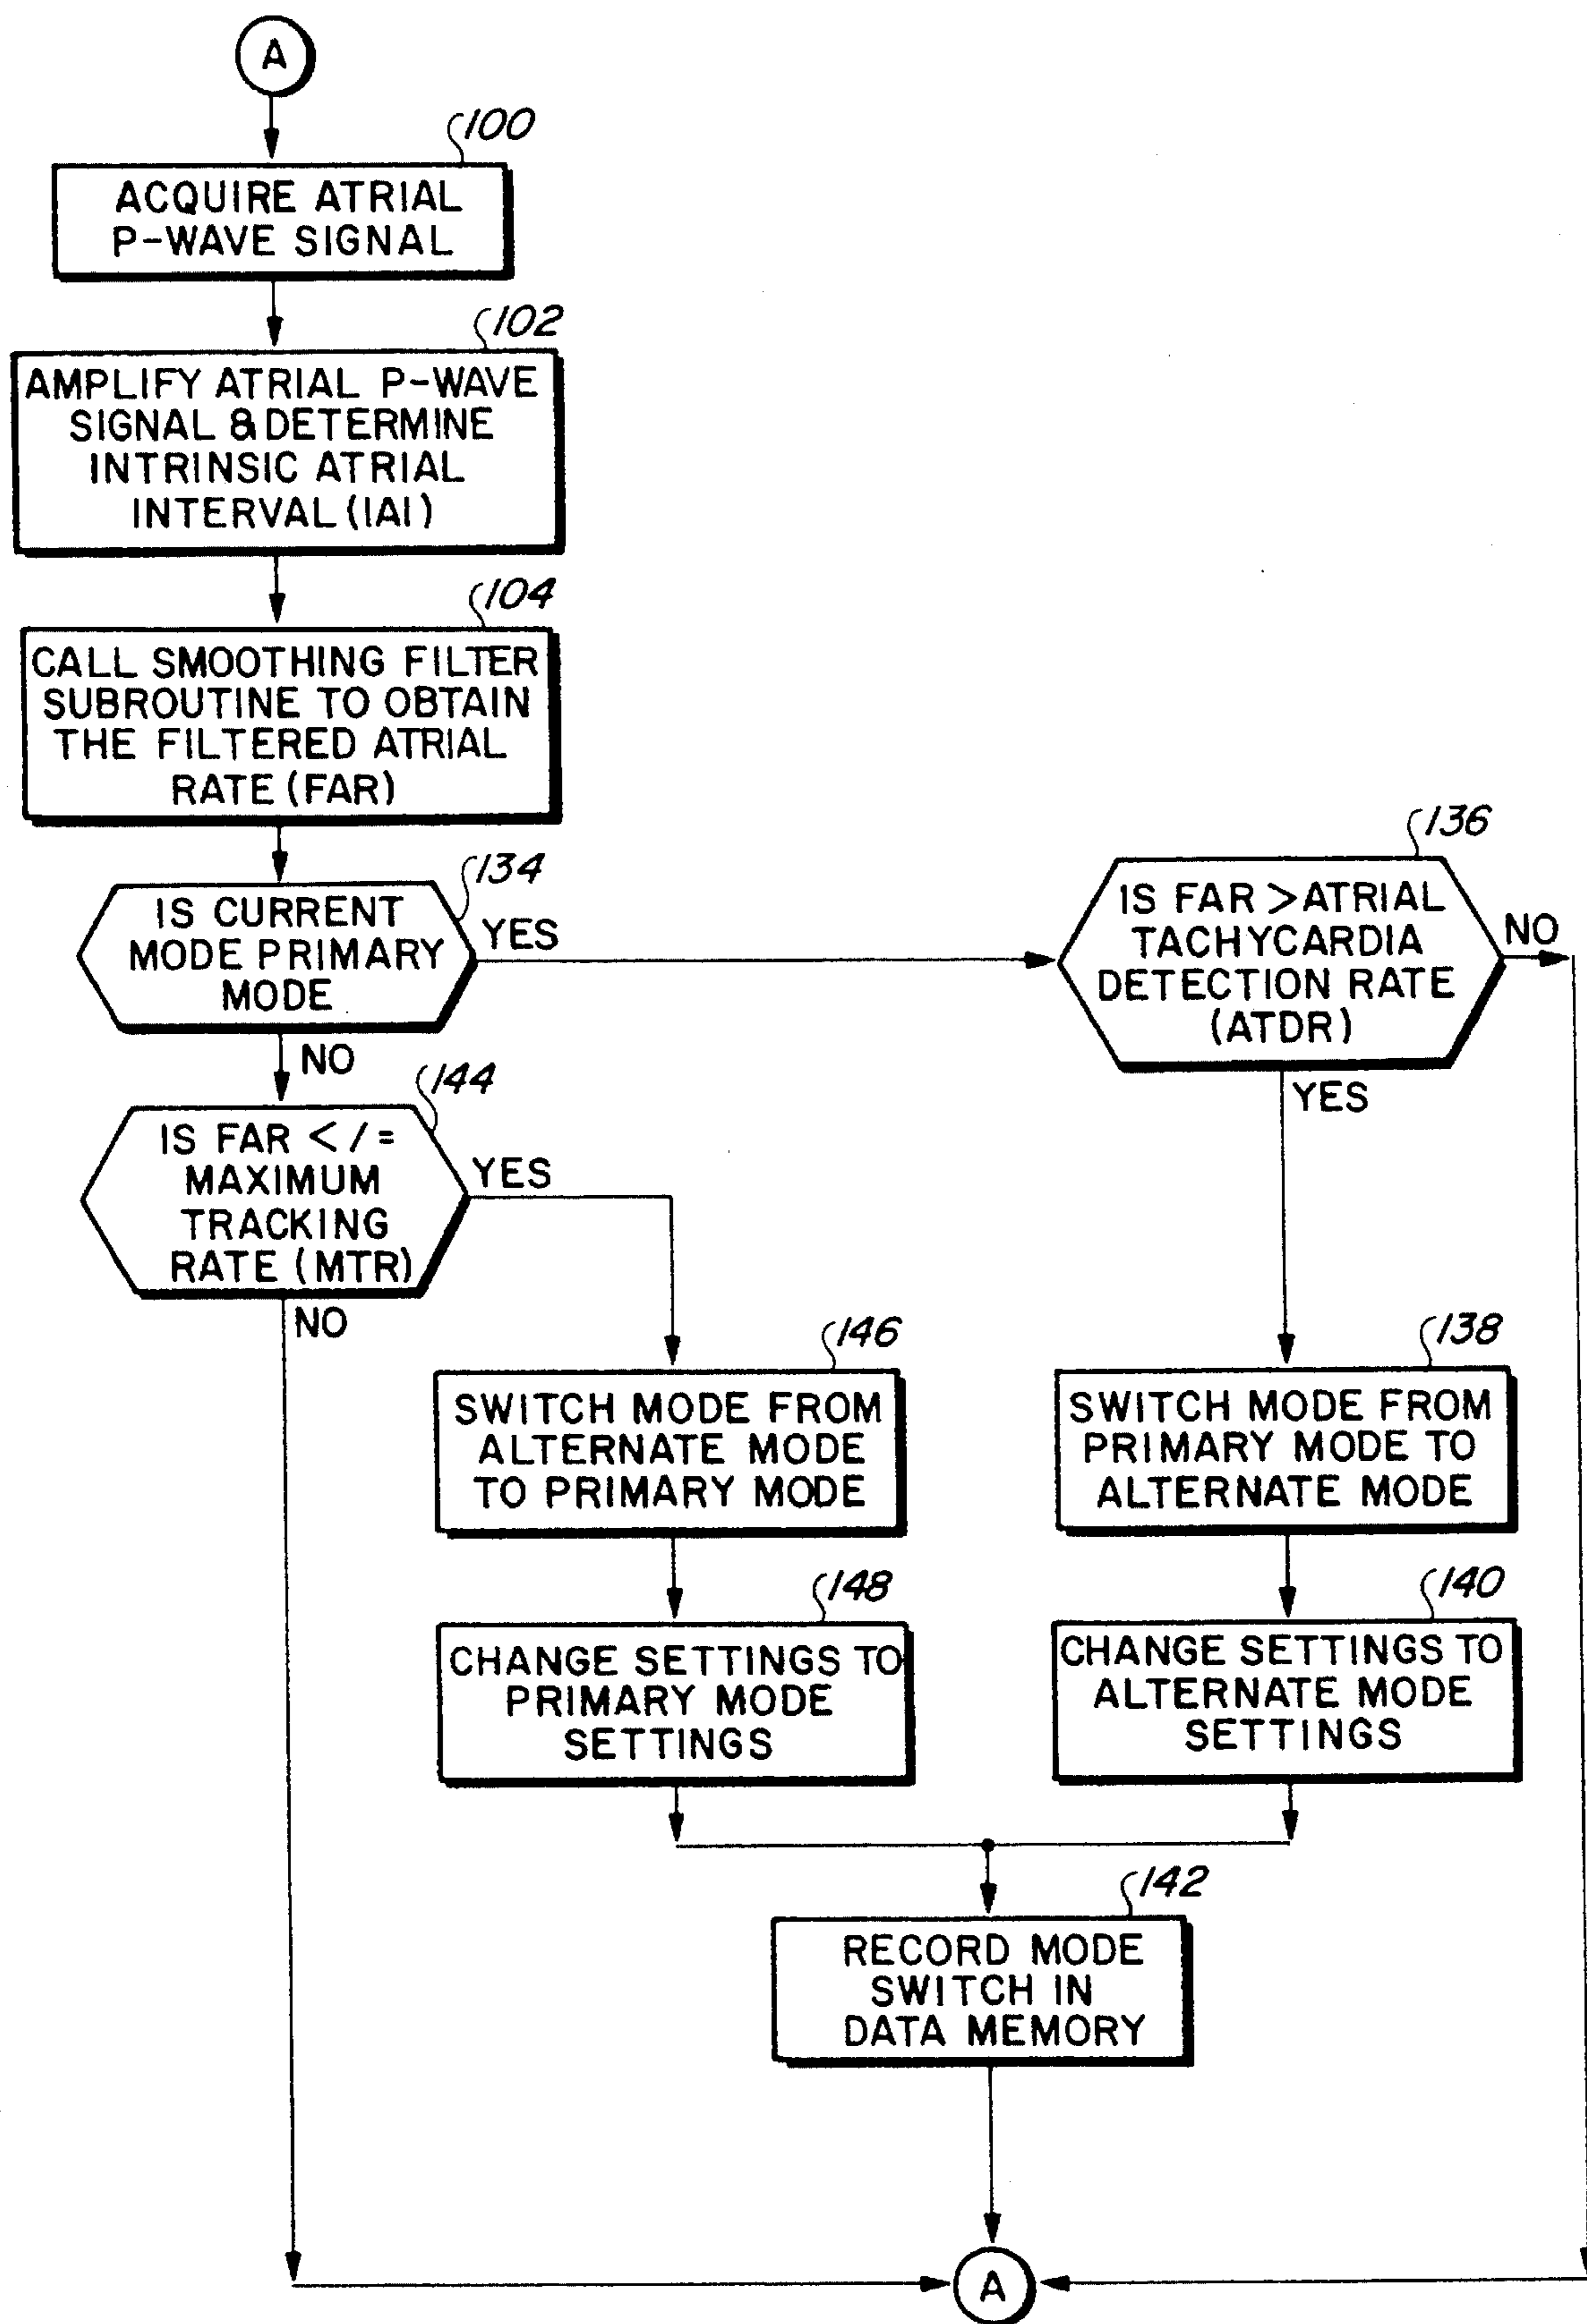 A
100
ACQUIRE ATRIAL
P-WAVE SIGNAL
102
AMPLIFY ATRIAL P-WAVE
SIGNAL & DETERMINE
INTRINSIC ATRIAL
INTERVAL (IAI)
104
CALL SMOOTHING FILTER
SUBROUTINE TO OBTAIN
THE FILTERED ATRIAL
RATE (FAR)
134
IS CURRENT
MODE PRIMARY
MODE
YES
NO
136
IS FAR > ATRIAL
TACHYCARDIA
DETECTION RATE
(ATDR)
NO
YES
144
IS FAR < / =
MAXIMUM
TRACKING
RATE (MTR)
YES
NO
146
SWITCH MODE FROM
ALTERNATE MODE
TO PRIMARY MODE
138
SWITCH MODE FROM
PRIMARY MODE TO
ALTERNATE MODE
148
CHANGE SETTINGS TO
PRIMARY MODE
SETTINGS
140
CHANGE SETTINGS TO
ALTERNATE MODE
SETTINGS
142
RECORD MODE
SWITCH IN
DATA MEMORY
A